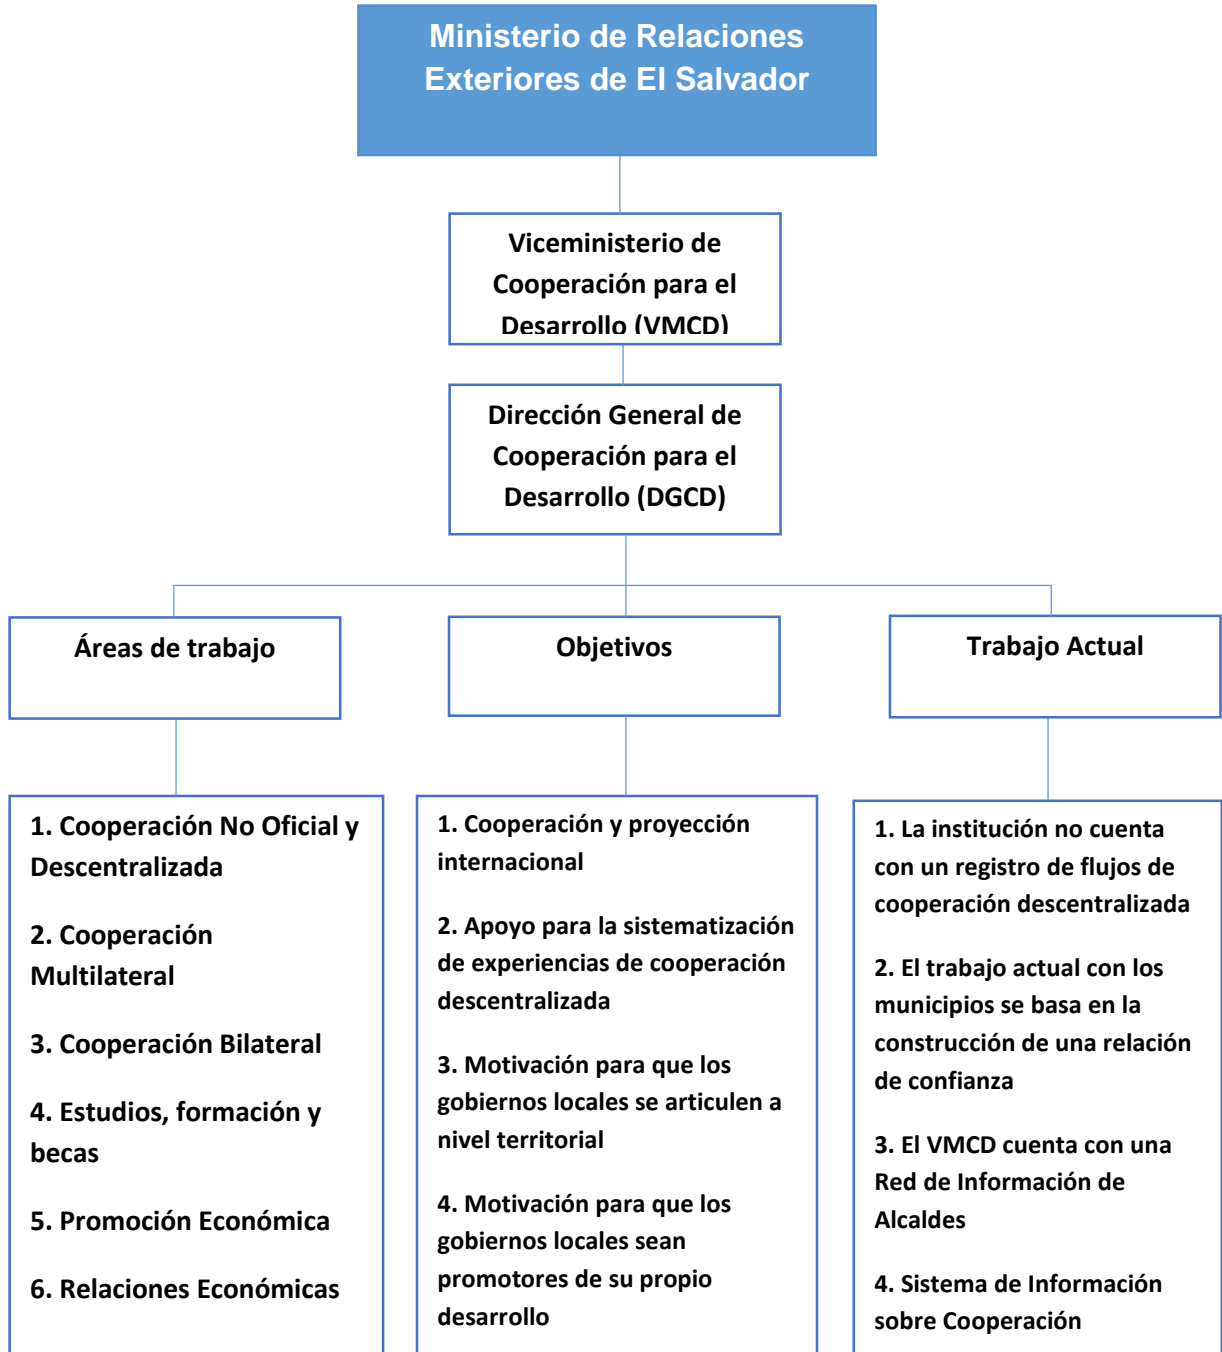 Ministerio de Relaciones
Exteriores de El Salvador
Viceministerio de
Cooperación para el
Desarrollo (VMCD)
Dirección General de
Cooperación para el
Desarrollo (DGCD)
Áreas de trabajo
Objetivos
Trabajo Actual
1. Cooperación No Oficial y
Descentralizada
2. Cooperación
Multilateral
3. Cooperación Bilateral
4. Estudios, formación y
becas
5. Promoción Económica
6. Relaciones Económicas
1. Cooperación y proyección
internacional
2. Apoyo para la sistematización
de experiencias de cooperación
descentralizada
3. Motivación para que los
gobiernos locales se articulen a
nivel territorial
4. Motivación para que los
gobiernos locales sean
promotores de su propio
desarrollo
1. La institución no cuenta
con un registro de flujos de
cooperación descentralizada
2. El trabajo actual con los
municipios se basa en la
construcción de una relación
de confianza
3. El VMCD cuenta con una
Red de Información de
Alcaldes
4. Sistema de Información
sobre Cooperación